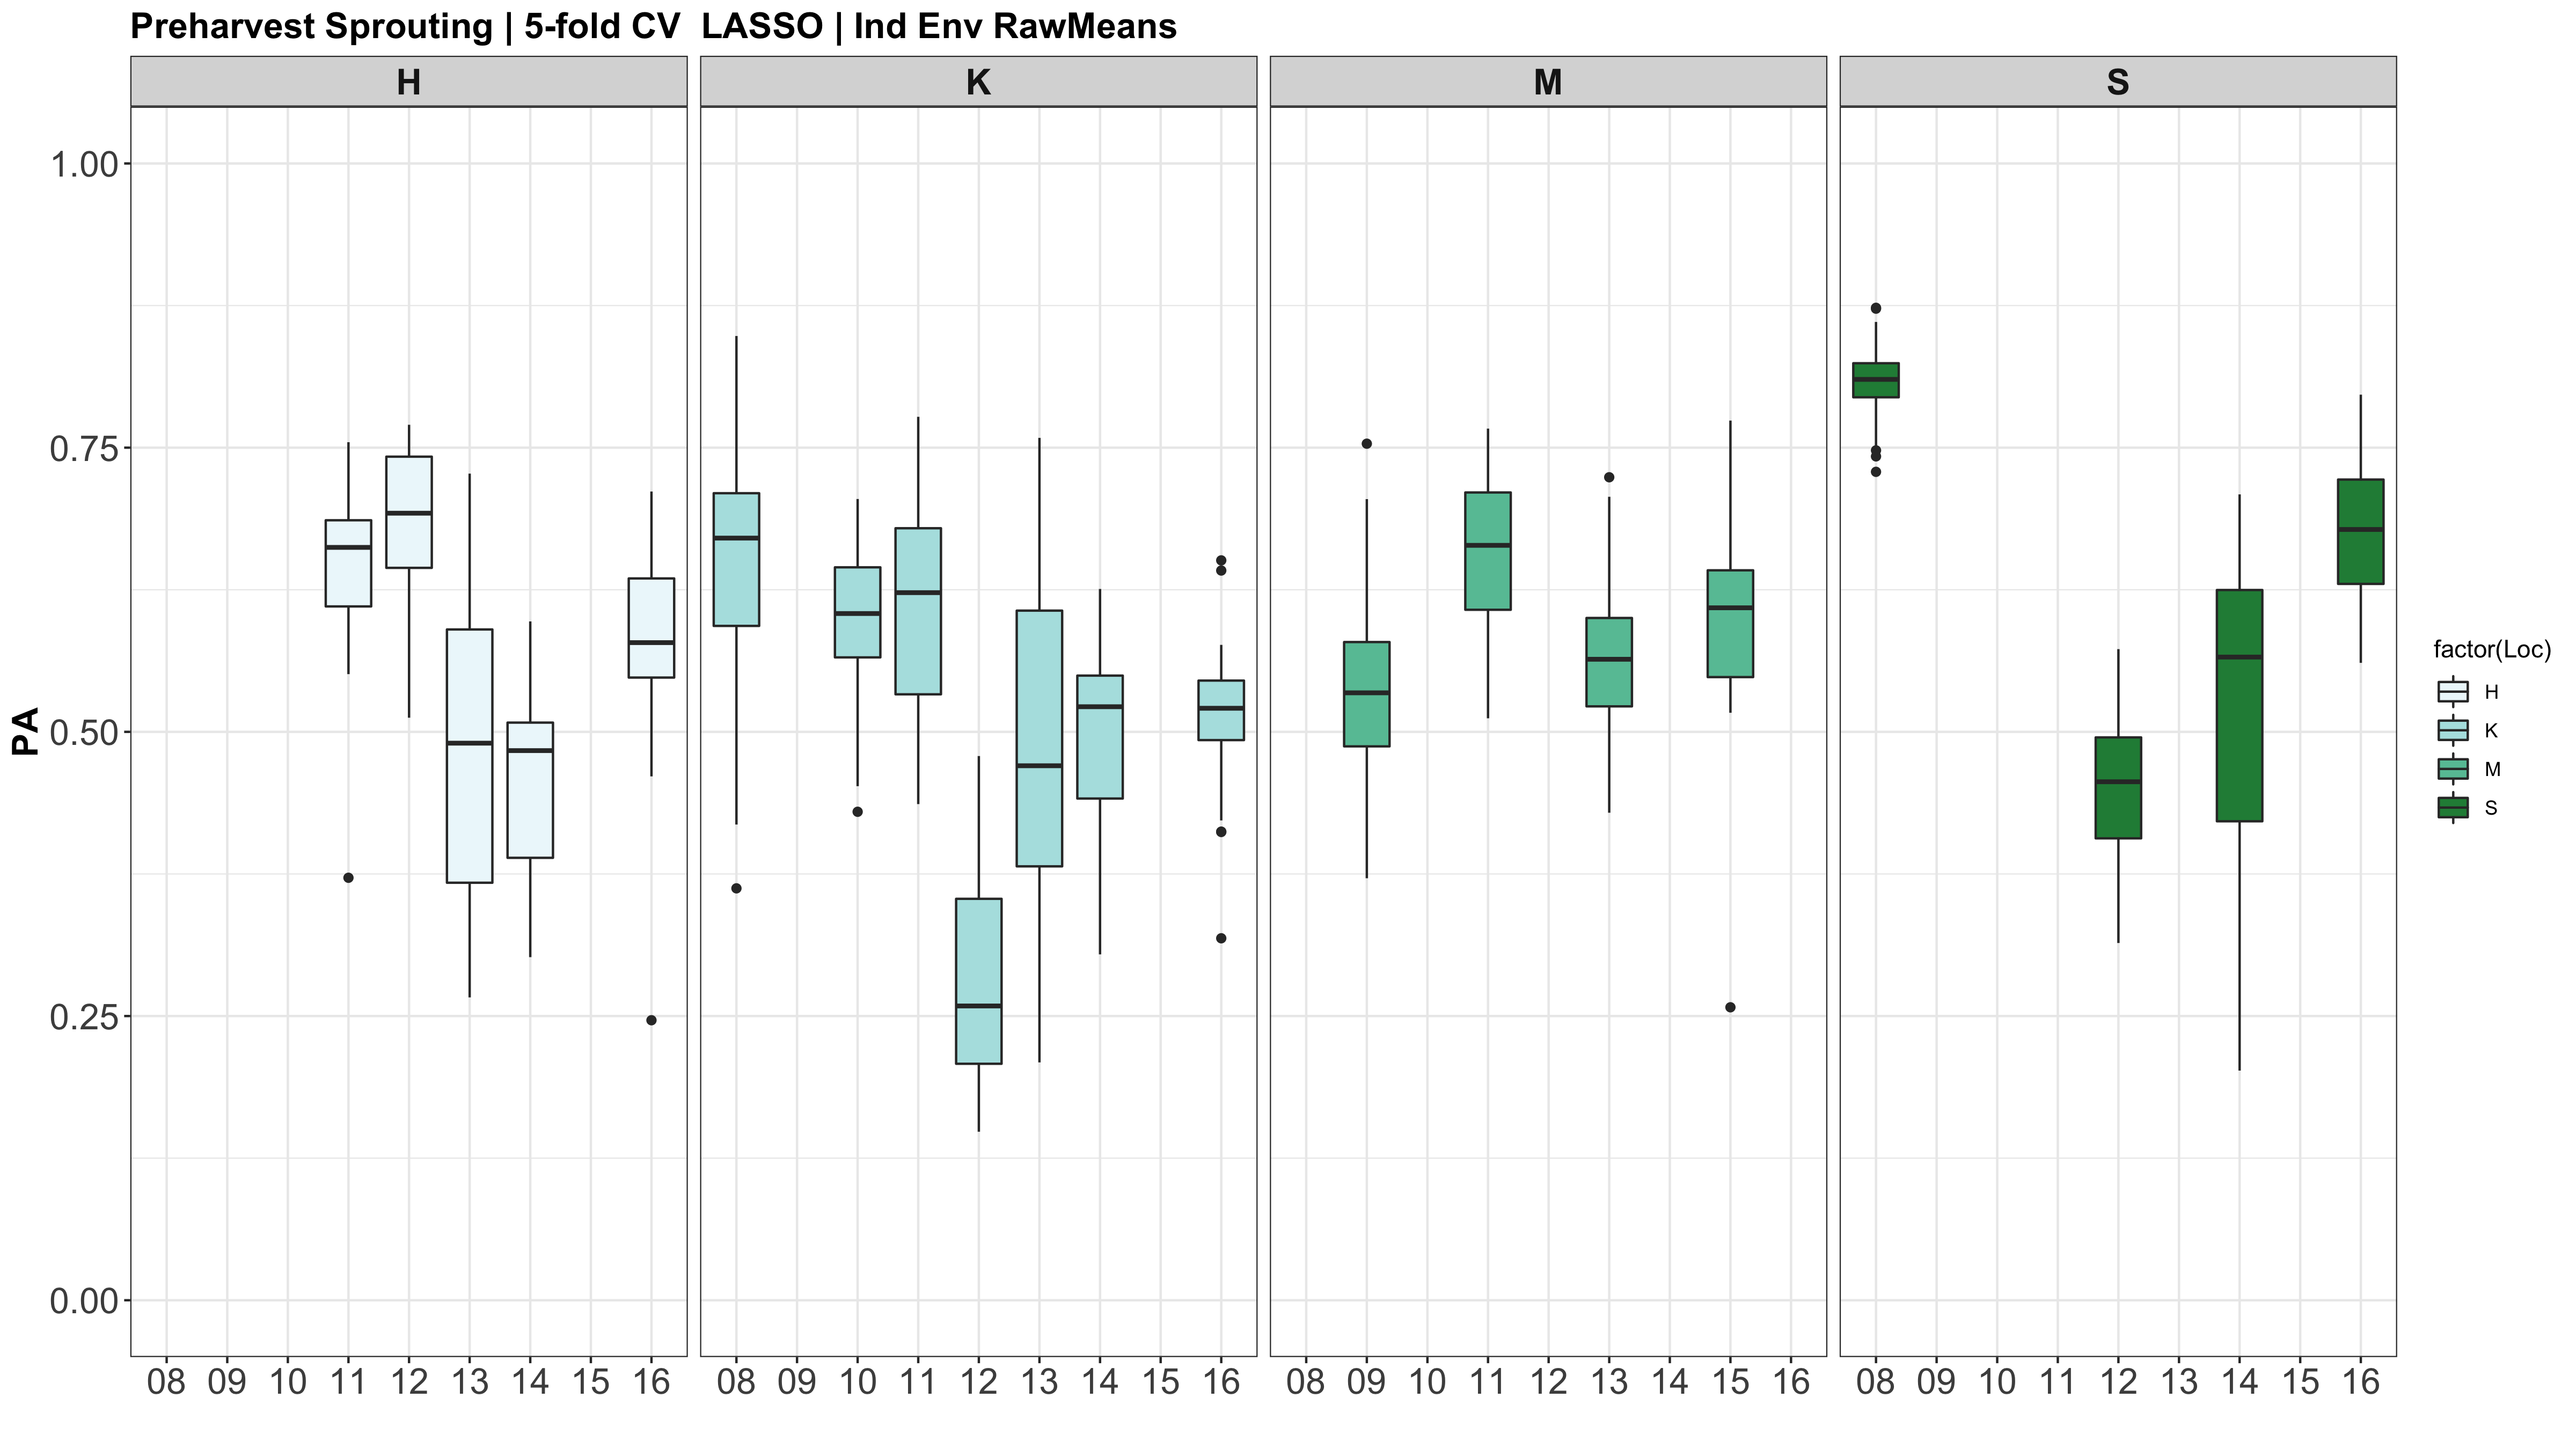 Preharvest Sprouting | 5-fold CV  LASSO | Ind Env RawMeans
H K M S
1.00
0.75
0.50
0.25
0.00
PA
08 09 10 11 12 13 14 15 16 08 09 10 11 12 13 14 15 16 08 09 10 11 12 13 14 15 16 08 09 10 11 12 13 14 15 16
factor(Loc)
H
K
M
S